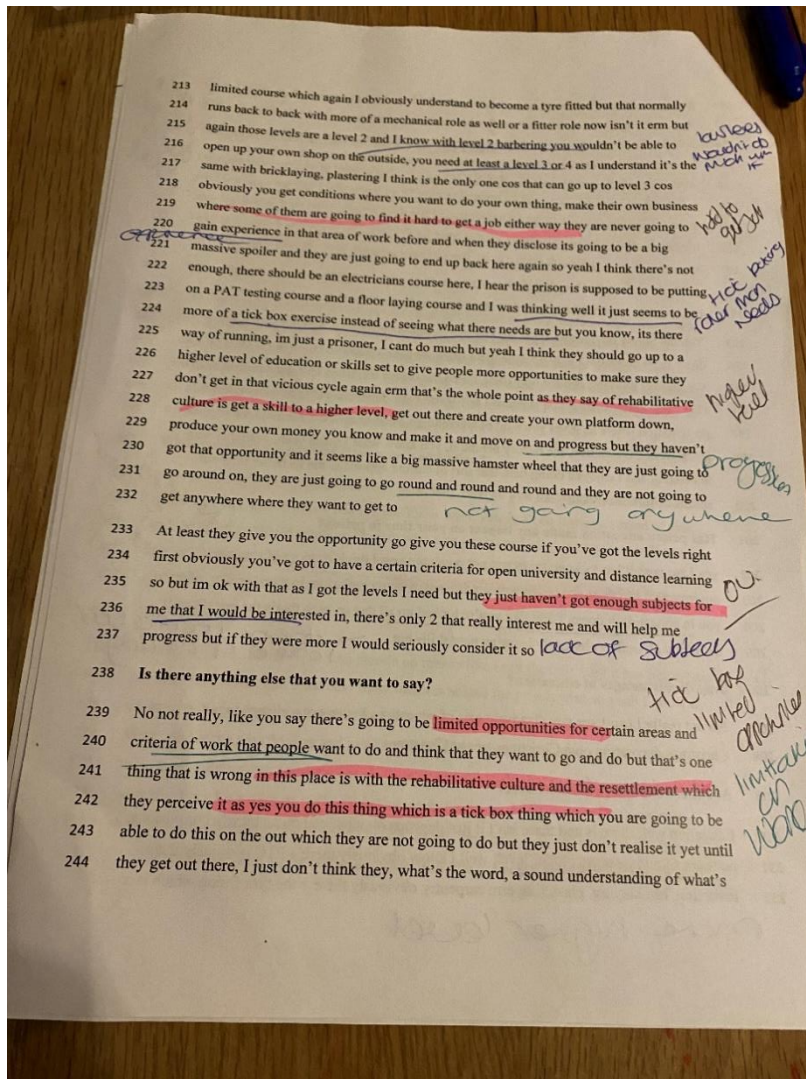 213 limited course which again I obviously understand to become a tyre fitted but that normally
214 runs back to back with more of a mechanical role as well or a fitter role now isn't it erm but
215 again those levels are a level 2 and I know with level 2 barbering you wouldn't be able to
216 open up your own shop on the outside, you need at least a level 3 or 4 as I understand it's the
wouldn't do
much with
it
217 same with bricklaying, plastering I think is the only one cos that can go up to level 3 cos
218 obviously you get conditions where you want to do your own thing, make their own business
219 where some of them are going to find it hard to get a job either way they are never going to
hard to
get job
220 gain experience in that area of work before and when they disclose its going to be a big
experience
221 massive spoiler and they are just going to end up back here again so yeah I think there's not
222 enough, there should be an electricians course here, I hear the prison is supposed to be putting
223 on a PAT testing course and a floor laying course and I was thinking well it just seems to be
tick boxing
rather than
needs
224 more of a tick box exercise instead of seeing what there needs are but you know, its there
225 way of running, im just a prisoner, I cant do much but yeah I think they should go up to a
226 higher level of education or skills set to give people more opportunities to make sure they
227 don't get in that vicious cycle again erm that's the whole point as they say of rehabilitative
higher
level
228 culture is get a skill to a higher level, get out there and create your own platform down,
229 produce your own money you know and make it and move on and progress but they haven't
230 got that opportunity and it seems like a big massive hamster wheel that they are just going to
231 go around on, they are just going to go round and round and round and they are not going to
232 get anywhere where they want to get to
not going anywhere
233 At least they give you the opportunity go give you these course if you've got the levels right
234 first obviously you've got to have a certain criteria for open university and distance learning
OU
235 so but im ok with that as I got the levels I need but they just haven't got enough subjects for
236 me that I would be interested in, there's only 2 that really interest me and will help me
237 progress but if they were more I would seriously consider it so
lack of
238 Is there anything else that you want to say?
tick box
limited
239 No not really, like you say there's going to be limited opportunities for certain areas and
240 criteria of work that people want to do and think that they want to go and do but that's one
241 thing that is wrong in this place is with the rehabilitative culture and the resettlement which
on
242 they perceive it as yes you do this thing which is a tick box thing which you are going to be
243 able to do this on the out which they are not going to do but they just don't realise it yet until
244 they get out there, I just don't think they, what's the word, a sound understanding of what's